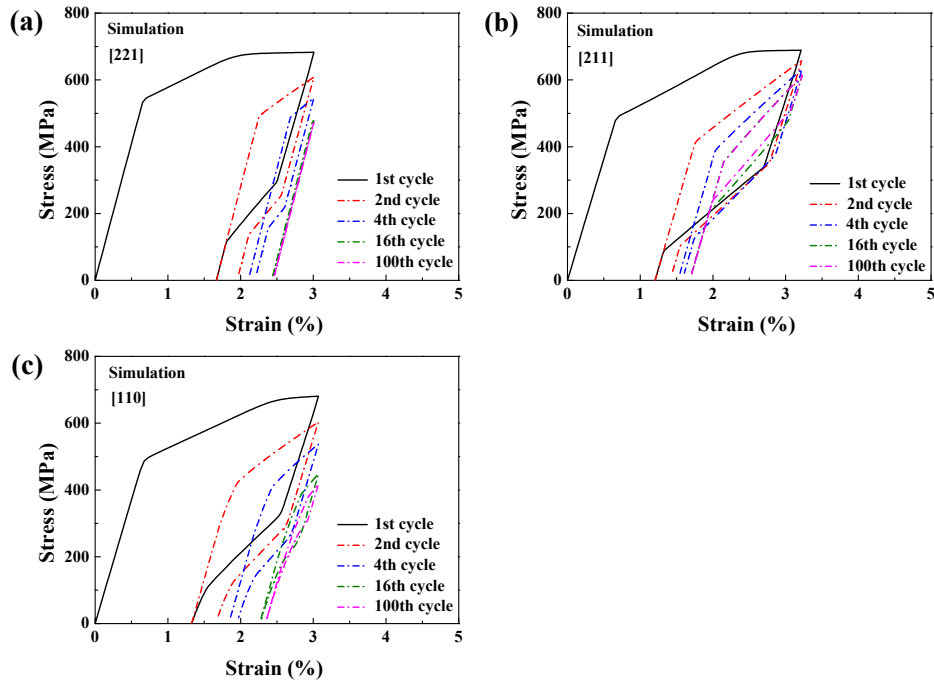 (a)
Simulation
[221]
1st cycle
2nd cycle
4th cycle
16th cycle
100th cycle
Stress (MPa)
800
600
400
200
0
0 1 2 3 4 5
Strain (%)
(b)
Simulation
[211]
1st cycle
2nd cycle
4th cycle
16th cycle
100th cycle
Stress (MPa)
800
600
400
200
0
0 1 2 3 4 5
Strain (%)
(c)
Simulation
[110]
1st cycle
2nd cycle
4th cycle
16th cycle
100th cycle
Stress (MPa)
800
600
400
200
0
0 1 2 3 4 5
Strain (%)